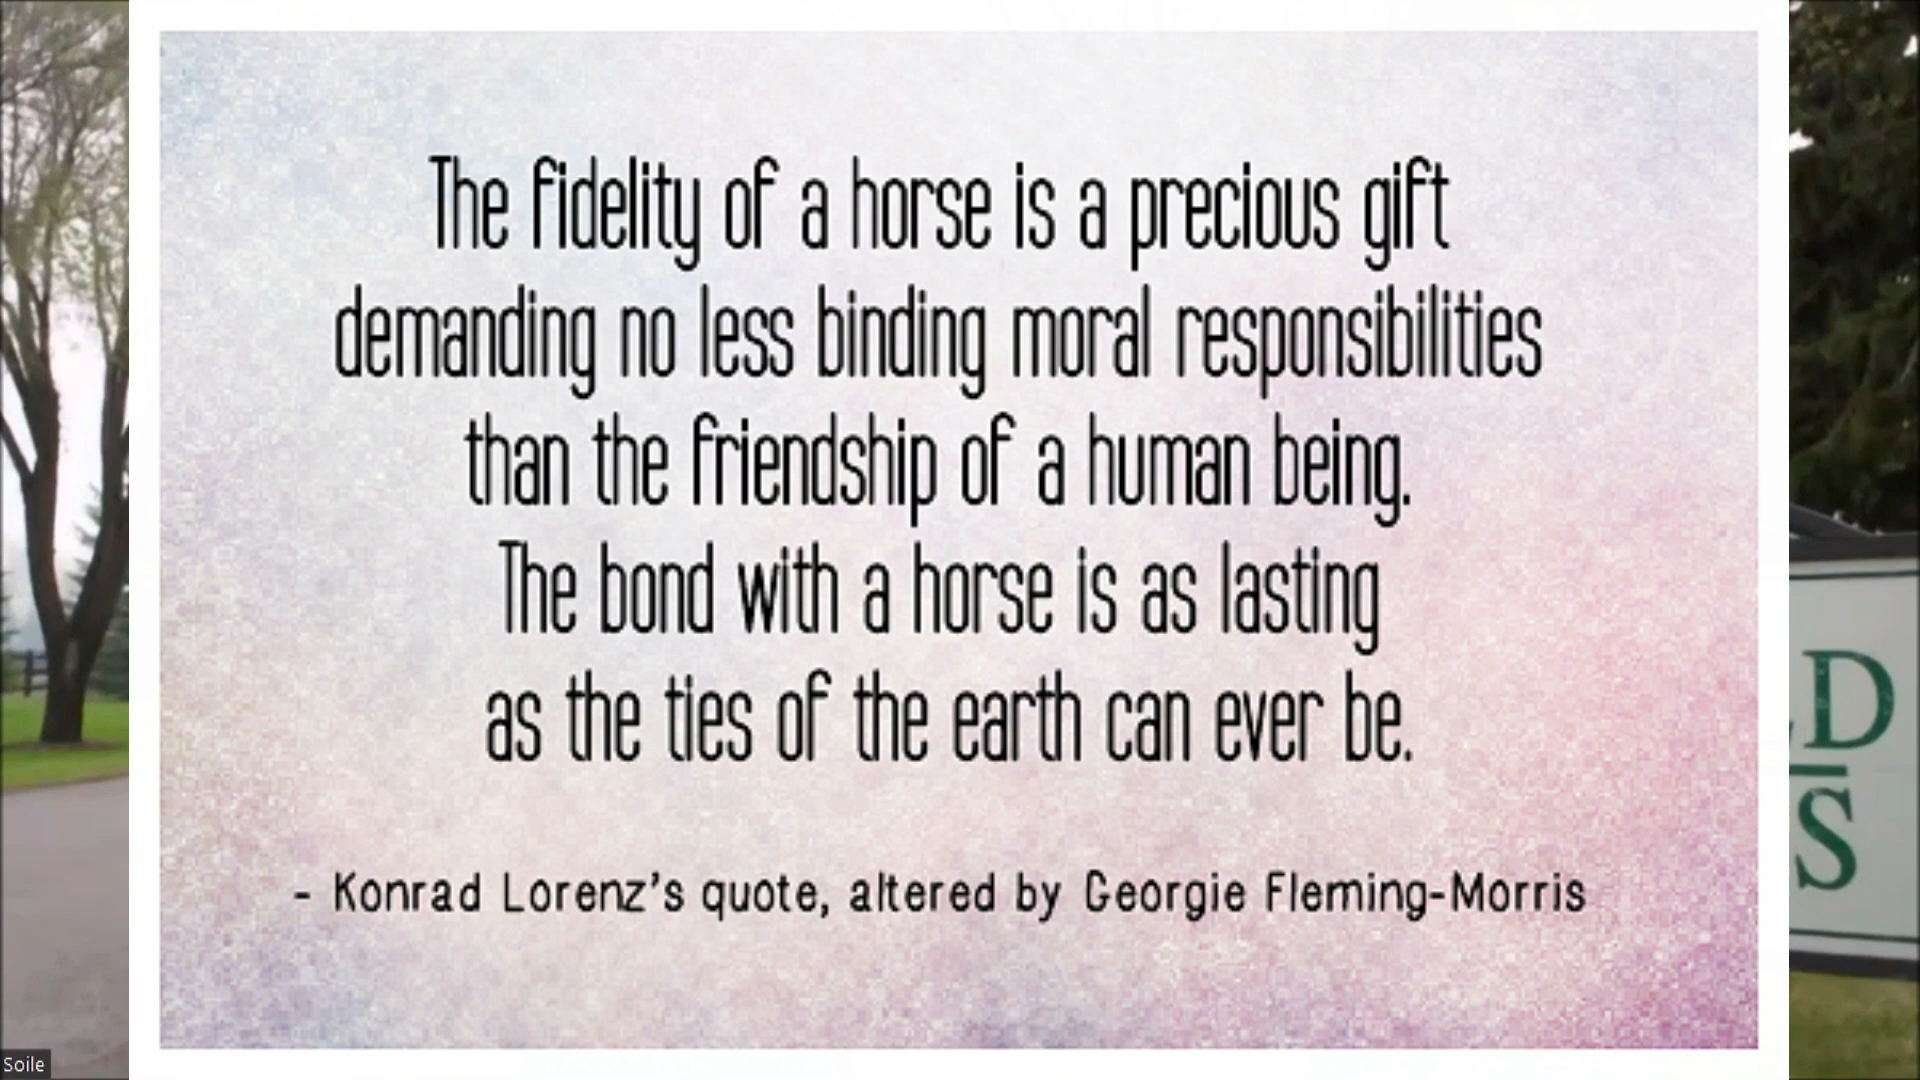 The fidelity of a horse is a precious gift
demanding no less binding moral responsibilities
than the friendship of a human being.
The bond with a horse is as lasting
as the ties of the earth can ever be.
- Konrad Lorenz's quote, altered by Georgie Fleming-Morris
D
S
Soile